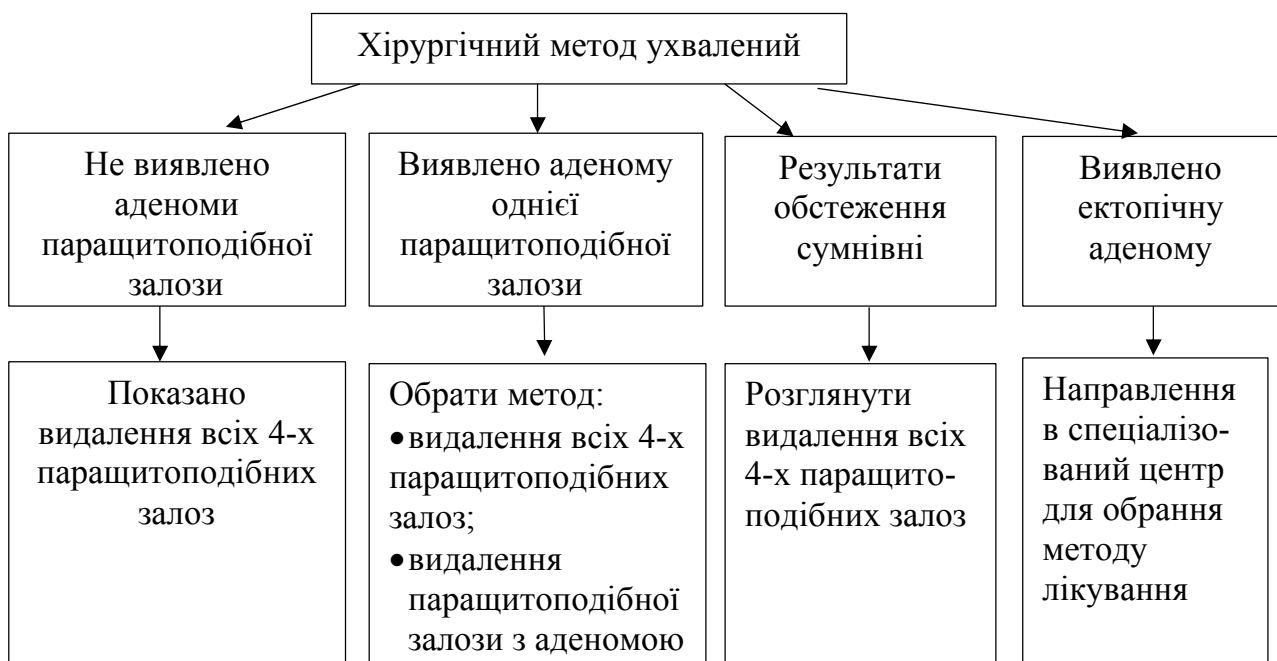 Хірургічний метод ухвалений
Не виявлено
аденоми
паращитоподібної
залози
Виявлено аденому
однієї
паращитоподібної
залози
Результати
обстеження
сумнівні
Виявлено
ектопічну
аденому
Показано
видалення всіх 4-х
паращитоподібних
залоз
Обрати метод:
•видалення всіх 4-х
паращитоподібних
залоз;
•видалення
паращитоподібної
залози з аденомою
Розглянути
видалення всіх
4-х паращито-
подібних залоз
Направлення
в спеціалізо-
ваний центр
для обрання
методу
лікування